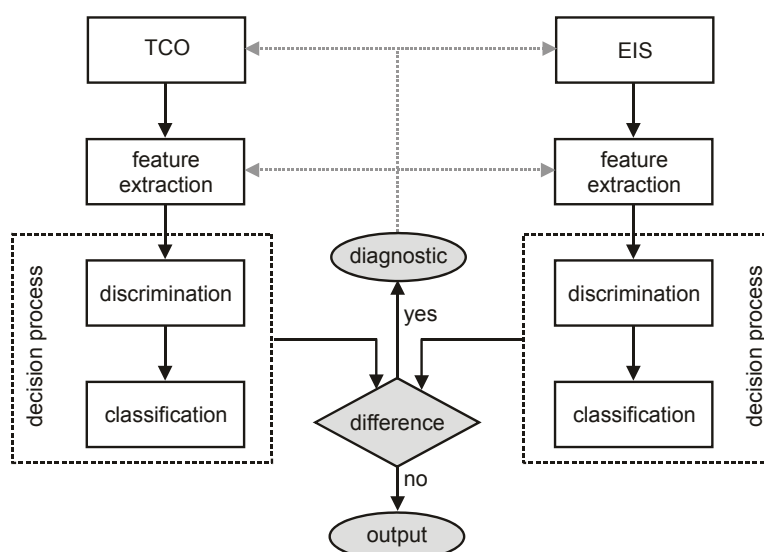 TCO
EIS
feature
extraction
feature
extraction
diagnostic
decision process
discrimination
yes
discrimination
decision process
classification
difference
classification
no
output